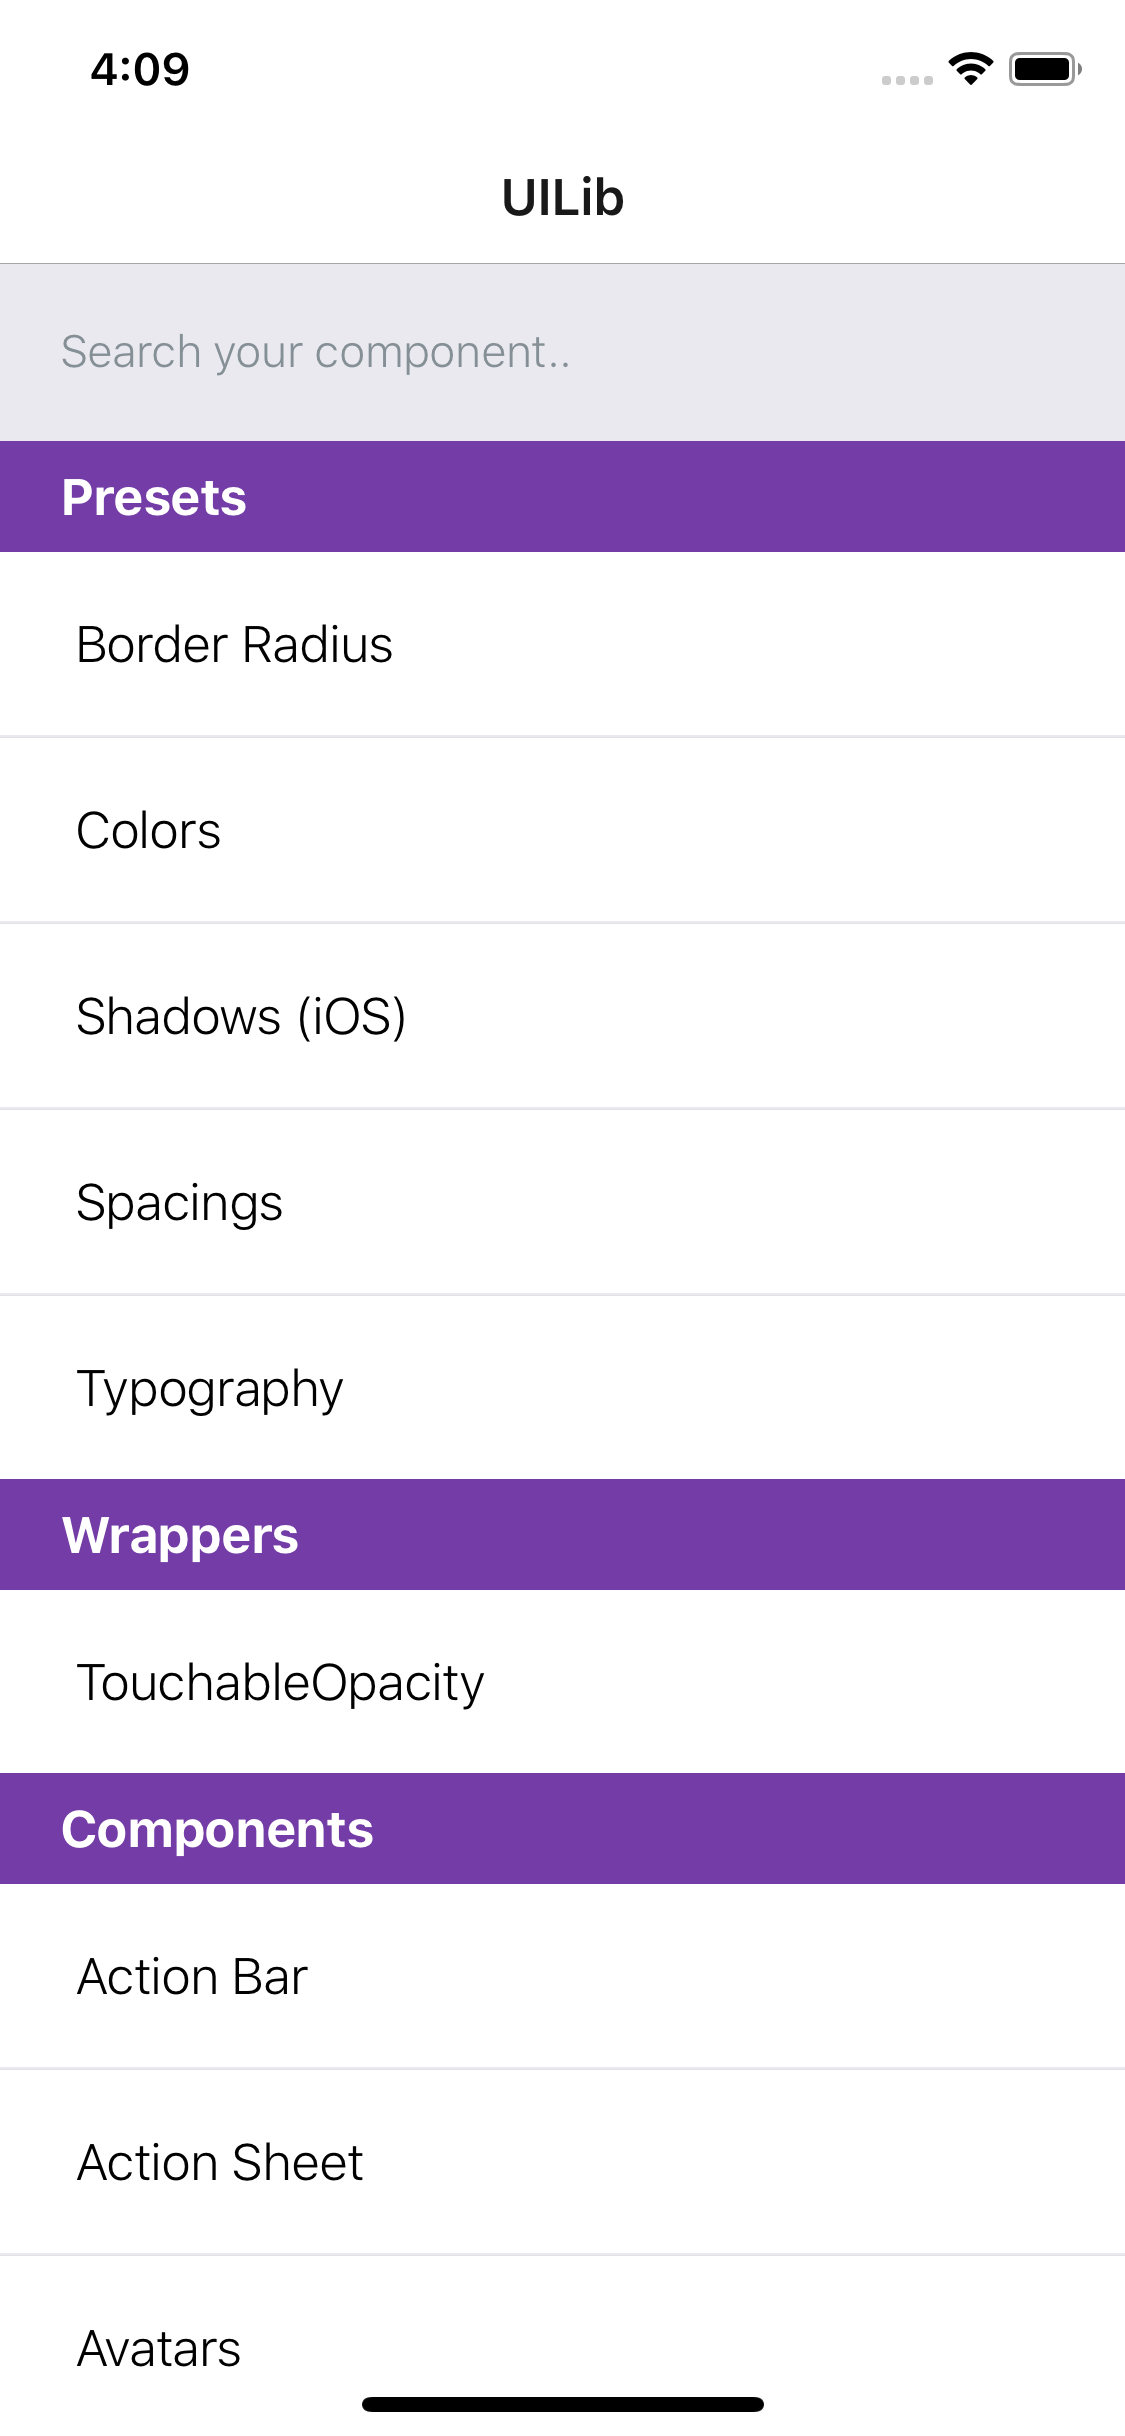 4:09
UILib
Search your component..
Presets
Border Radius
Colors
Shadows (iOS)
Spacings
Typography
Wrappers
TouchableOpacity
Components
Action Bar
Action Sheet
Avatars